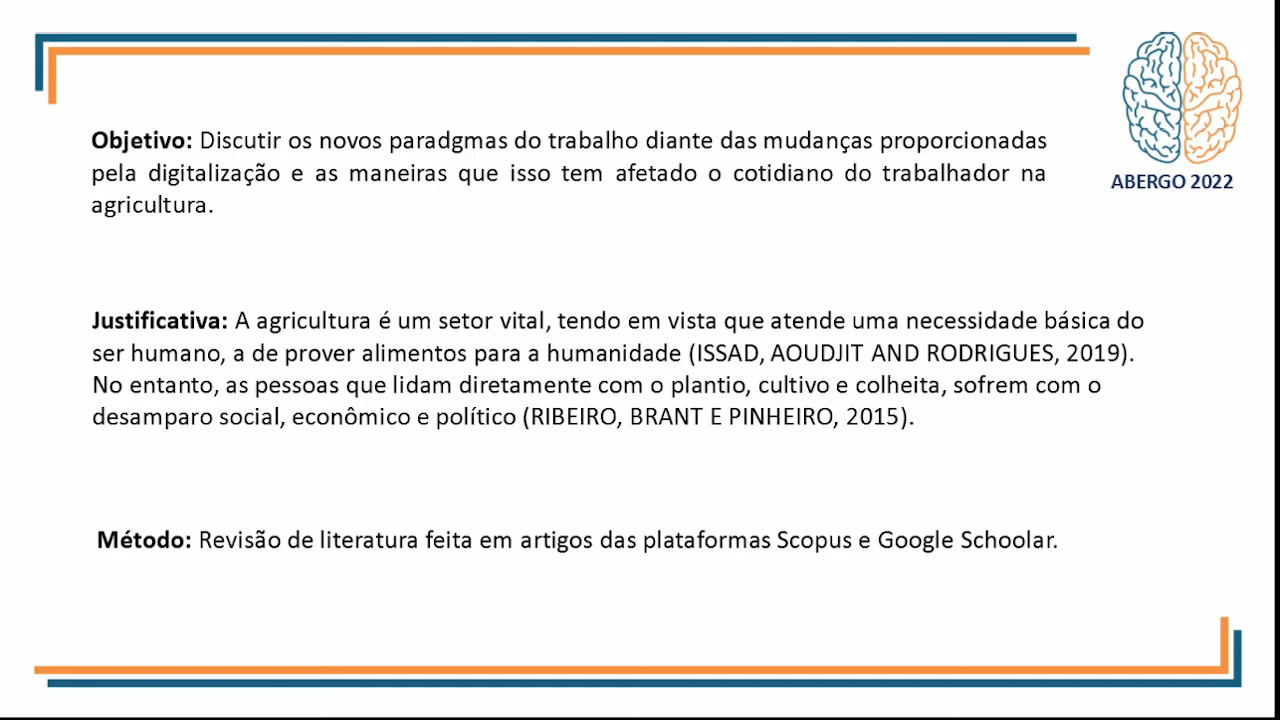 Objetivo: Discutir os novos paradgmas do trabalho diante das mudanças proporcionadas
pela digitalização e as maneiras que isso tem afetado o cotidiano do trabalhador na
agricultura.
ABERGO 2022
Justificativa: A agricultura é um setor vital, tendo em vista que atende uma necessidade básica do
ser humano, a de prover alimentos para a humanidade (ISSAD, AOUDJIT AND RODRIGUES, 2019).
No entanto, as pessoas que lidam diretamente com o plantio, cultivo e colheita, sofrem com o
desamparo social, econômico e político (RIBEIRO, BRANT E PINHEIRO, 2015).
Método: Revisão de literatura feita em artigos das plataformas Scopus e Google Schoolar.